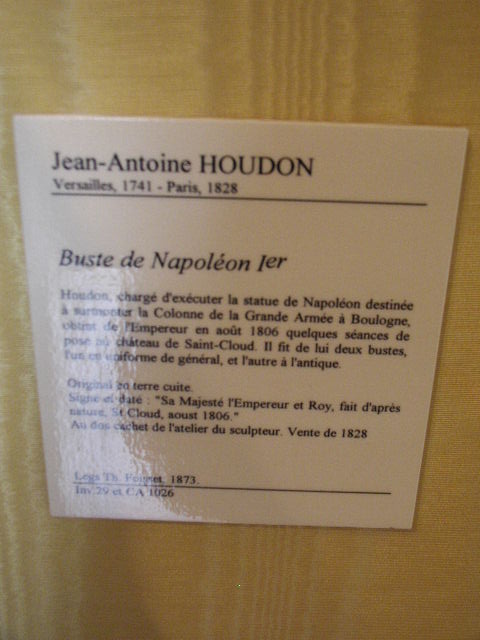 Jean-Antoine HOUDON
Versailles, 1741 - Paris, 1828
Buste de Napoléon Ier
Houdon, chargé d'exécuter la statue de Napoléon destinée
à surmonter la Colonne de la Grande Armée à Boulogne,
obtint de l'Empereur en août 1806 quelques séances de
pose au château de Saint-Cloud. Il fit de lui deux bustes,
l'un en uniforme de général, et l'autre à l'antique.
Original en terre cuite.
Signé et daté : "Sa Majesté l'Empereur et Roy, fait d'après
nature, St Cloud, aoust 1806."
Au dos cachet de l'atelier du sculpteur. Vente de 1828
Legs Th. 1873.
Inv.29 et CA 1026